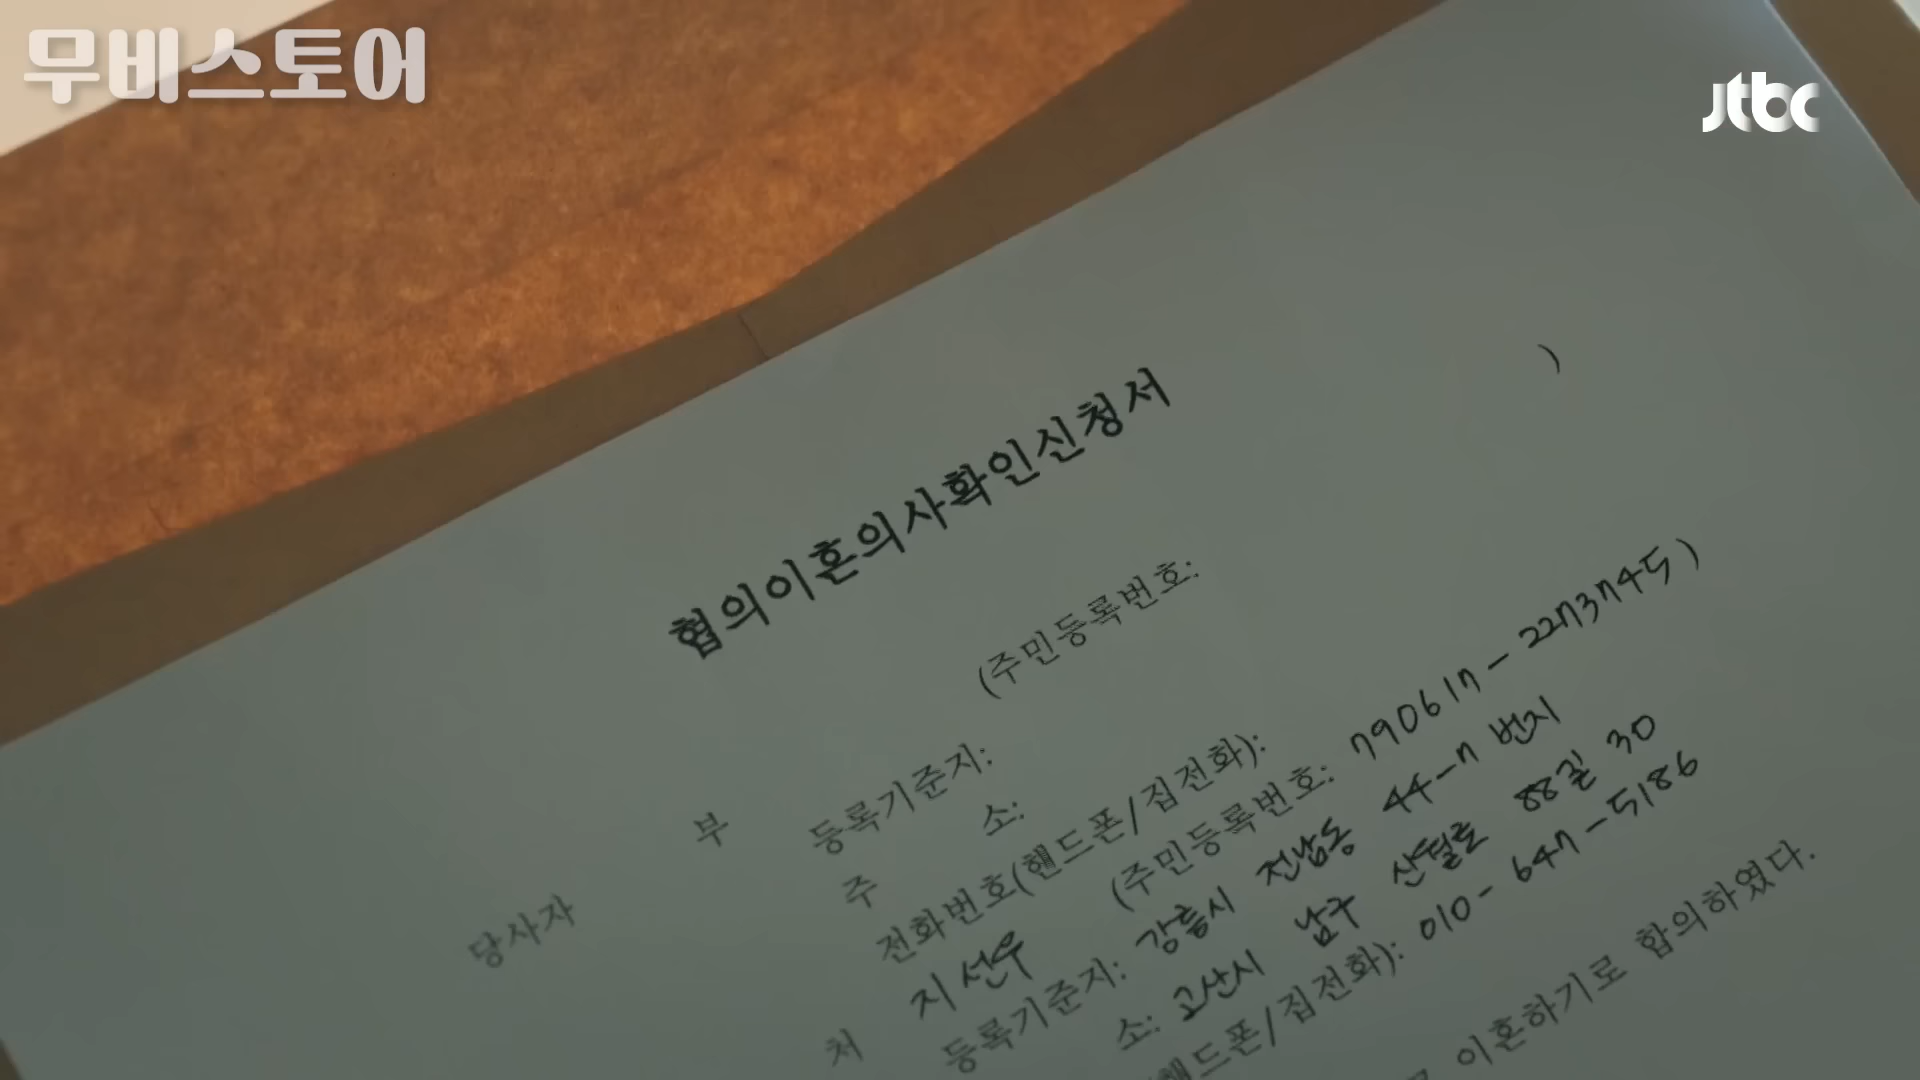 무비스토어
jtbc
협의이혼의사확인신청서
당사자
부
(주민등록번호: )
등록기준지:
주 소:
전화번호(핸드폰/집전화):
처 지선우 (주민등록번호: 790617-2273745)
등록기준지: 강흥시 전남동 44-7 번지
소: 고산시 남구 산월로 88길 30
핸드폰/집전화): 010-647-5186
이혼하기로 합의하였다.